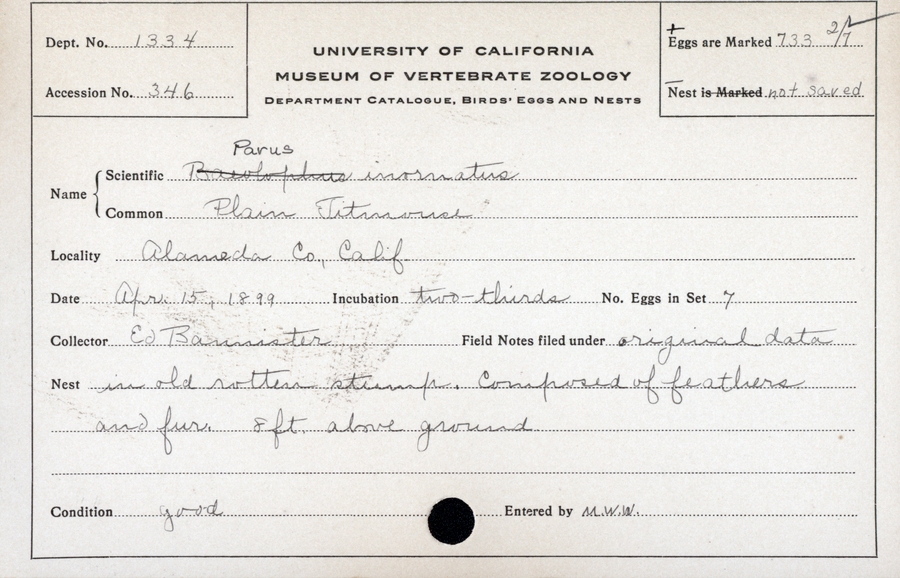 Dept. No. 1334
Accession No. 346
UNIVERSITY OF CALIFORNIA
MUSEUM OF VERTEBRATE ZOOLOGY
DEPARTMENT CATALOGUE, BIRDS' EGGS AND NESTS
+
Eggs are Marked 733 2/7
Nest is Marked not saved
Parus
Name Scientific Baeolophus inornatus
Common Plain Titmouse
Locality Alameda Co., Calif.
Date Apr. 15, 1899 Incubation two-thirds No. Eggs in Set 7
Collector Ed Bannister Field Notes filed under original data
Nest in old rotten stump. Composed of feathers
and fur. 8 ft. above ground
Condition good Entered by M.W.W.